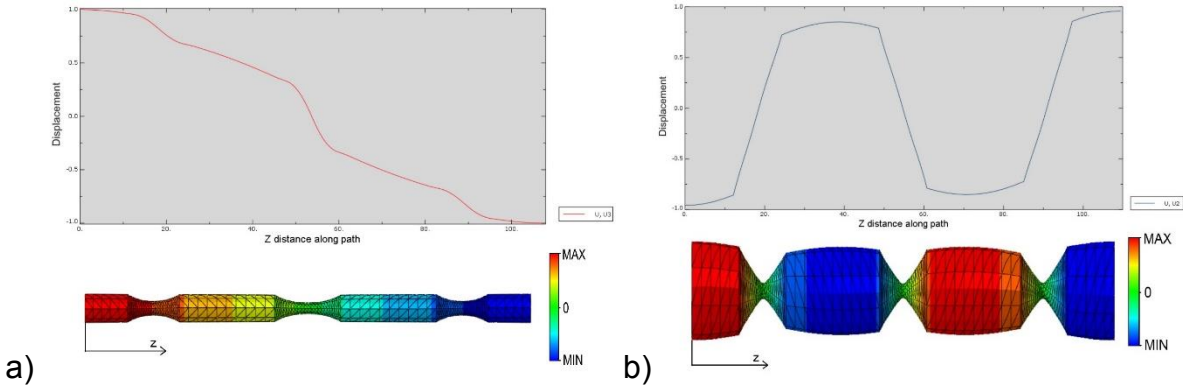 1.0
0.5
0.0
-0.5
-1.0
Displacement
0.
20.
40.
60.
80.
100.
Z distance along path
U, U3
MAX
0
MIN
z
a)
1.0
0.5
0.0
-0.5
-1.0
Displacement
0.
20.
40.
60.
80.
100.
Z distance along path
U, U2
MAX
0
MIN
z
b)